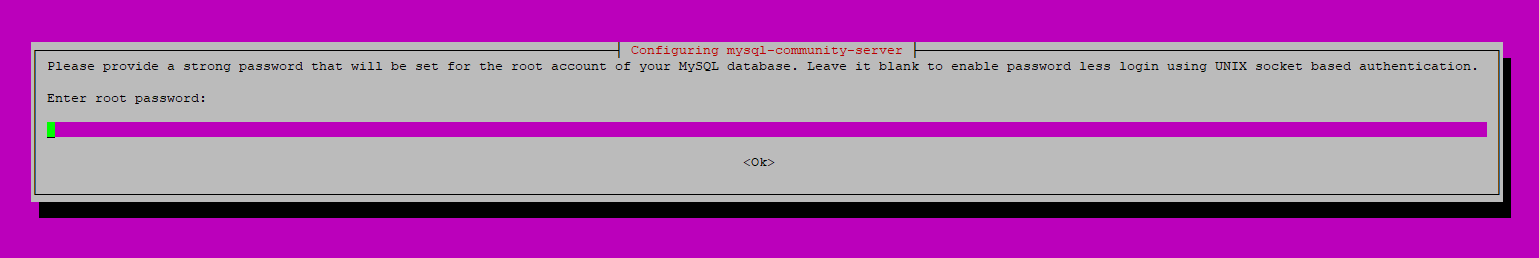 Configuring mysql-community-server
Please provide a strong password that will be set for the root account of your MySQL database. Leave it blank to enable password less login using UNIX socket based authentication.
Enter root password:
<Ok>